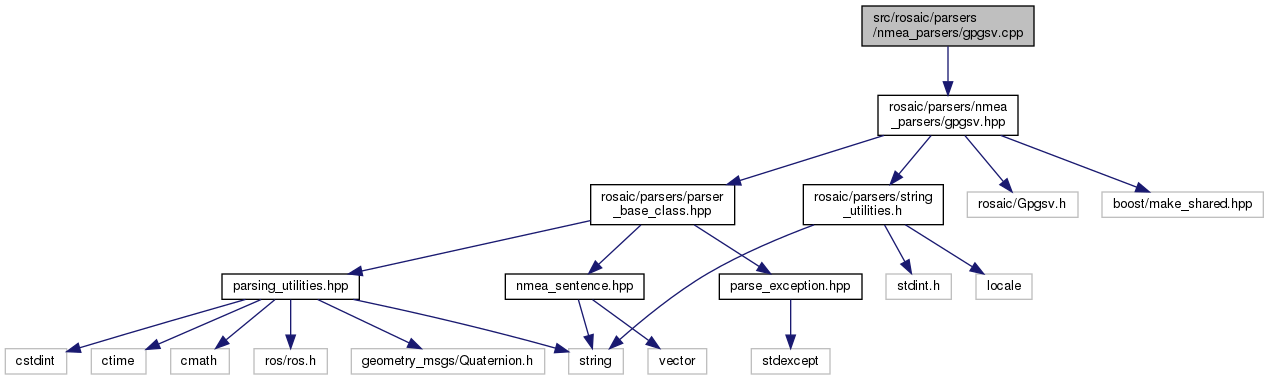 src/rosaic/parsers
/nmea_parsers/gpgsv.cpp
rosaic/parsers/nmea
_parsers/gpgsv.hpp
rosaic/parsers/parser
_base_class.hpp
rosaic/parsers/string
_utilities.h
rosaic/Gpgsv.h
boost/make_shared.hpp
parsing_utilities.hpp
nmea_sentence.hpp
parse_exception.hpp
stdint.h
locale
cstdint
ctime
cmath
ros/ros.h
geometry_msgs/Quaternion.h
string
vector
stdexcept